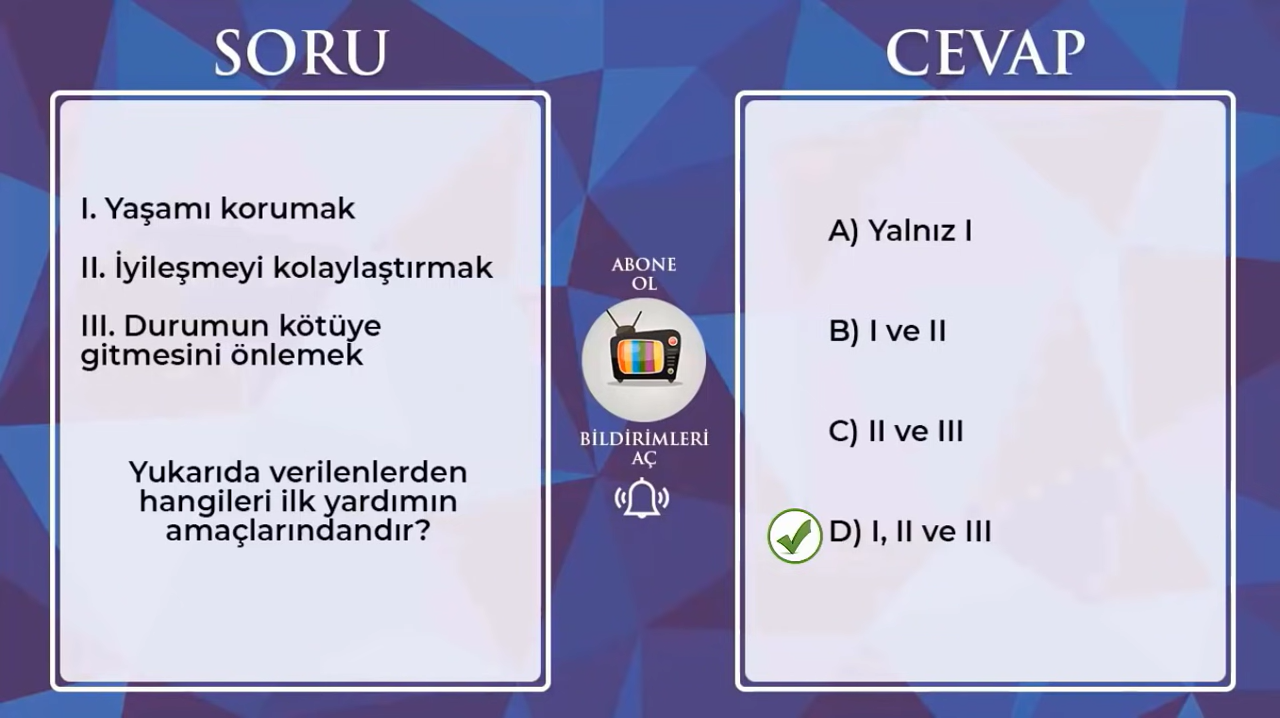 SORU
I. Yaşamı korumak
II. İyileşmeyi kolaylaştırmak
III. Durumun kötüye
gitmesini önlemek
Yukarıda verilenlerden
hangileri ilk yardımın
amaçlarındandır?
ABONE
OL
BİLDİRİMLERİ
AÇ
CEVAP
A) Yalnız I
B) I ve II
C) II ve III
D) I, II ve III